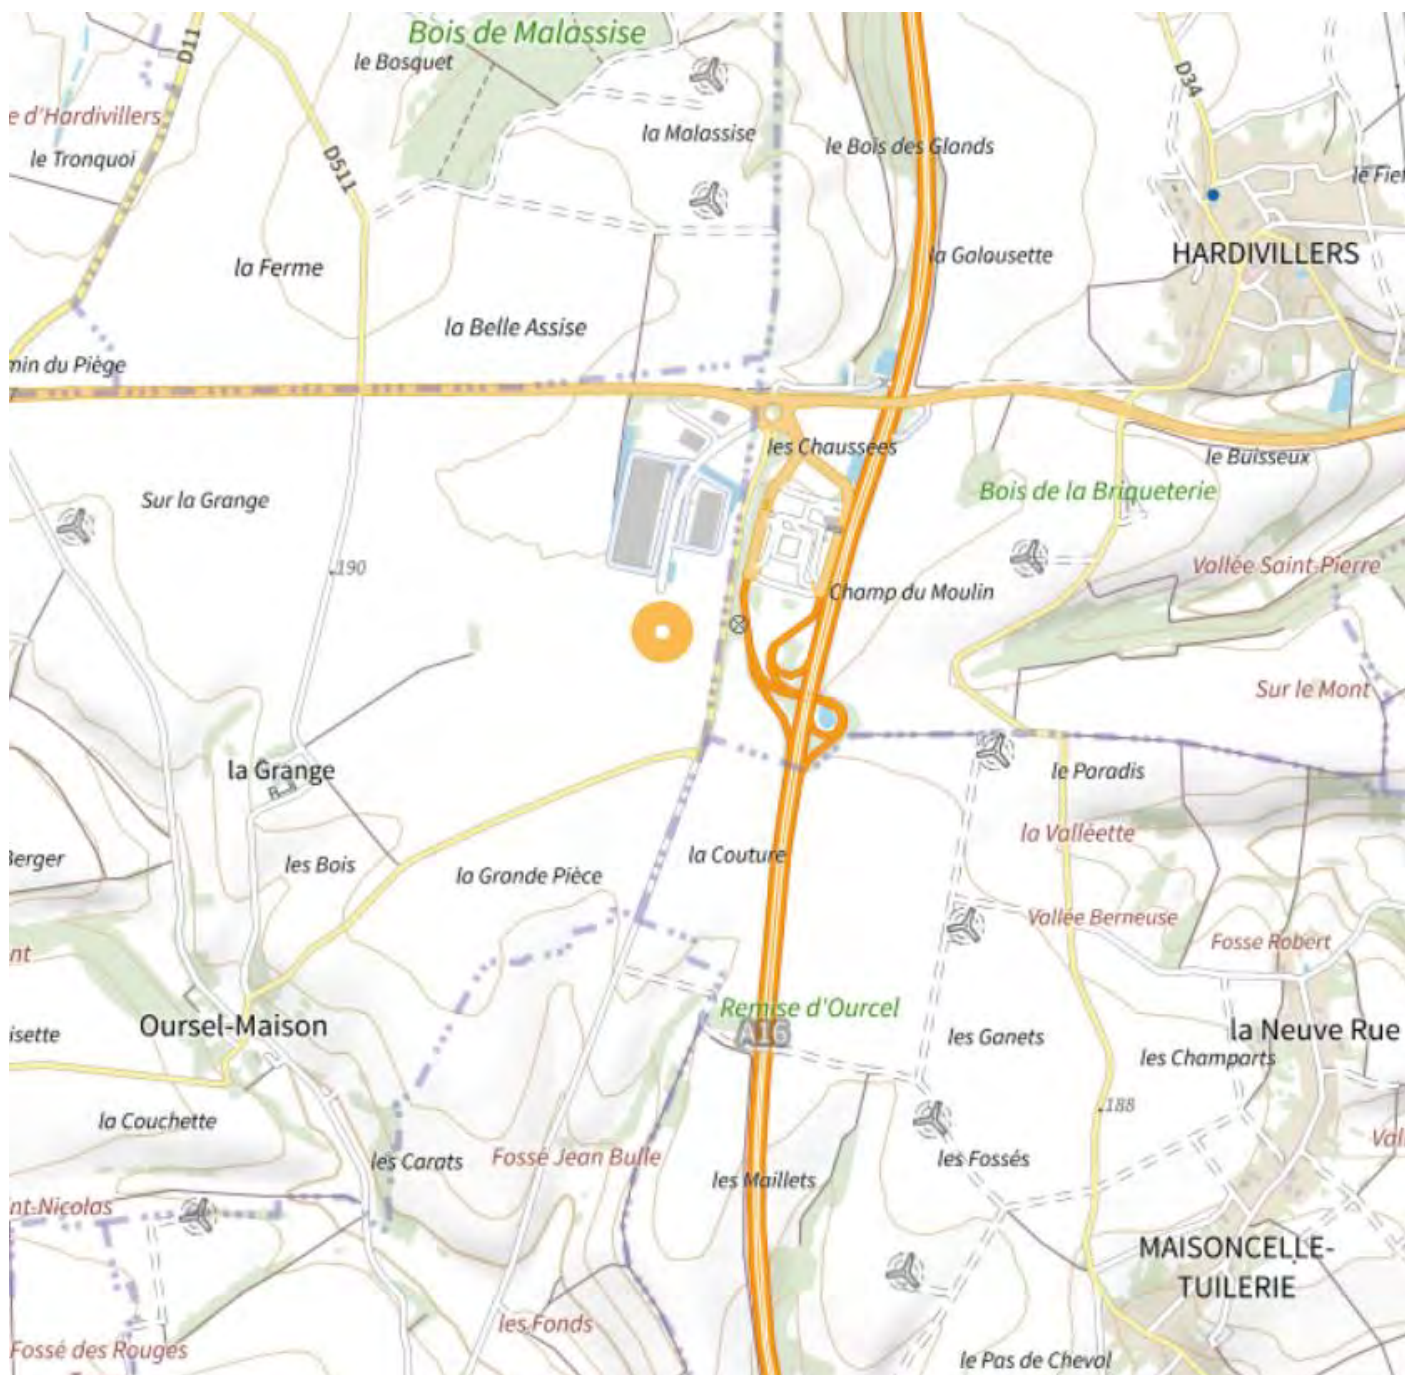 Bois de Malassise
le Bosquet
D11
D34
e d'Hardivillers
la Malassise
le Bois des Glands
le Tronquoi
D511
le Fief
la Galousette
HARDIVILLERS
la Ferme
la Belle Assise
min du Piège
les Chaussées
le Buisseux
Sur la Grange
Bois de la Briqueterie
190
Vallée Saint-Pierre
Champ du Moulin
Sur le Mont
la Grange
le Paradis
la Valléette
Berger
les Bois
la Couture
la Grande Pièce
Vallée Berneuse
Fosse Robert
nt
Remise d'Ourcel
Oursel-Maison
A16
la Neuve Rue
isette
les Ganets
les Champarts
188
la Couchette
Vall
les Carats
Fossé Jean Bulle
les Fossés
les Maillets
nt-Nicolas
MAISONCELLE-
TUILERIE
les Fonds
Fossé des Rouges
le Pas de Cheval